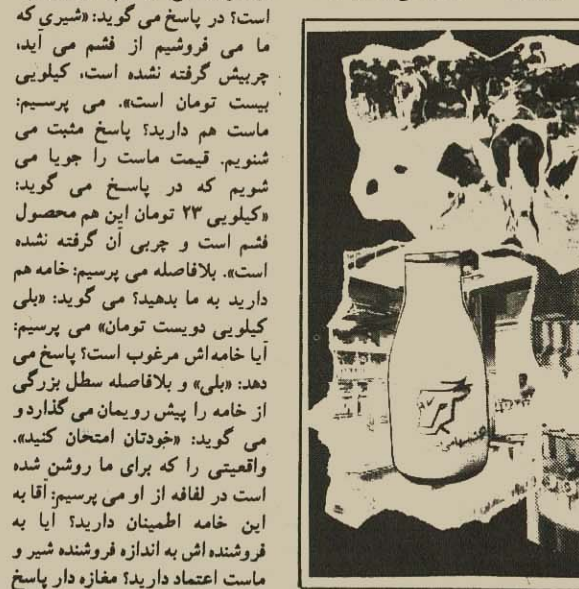 است؟ در پاسخ می گوید: «شیری که
ما می فروشیم از فشم می آید،
چربیش گرفته نشده است، کیلویی
بیست تومان است». می پرسیم:
ماست هم دارید؟ پاسخ مثبت می
شنویم. قیمت ماست را جویا می
شویم که در پاسخ می گوید:
«کیلویی ۲۳ تومان این هم محصول
فشم است و چربی آن گرفته نشده
است». بلافاصله می پرسیم: خامه هم
دارید به ما بدهید؟ می گوید: «بلی
کیلویی دویست تومان» می پرسیم:
آیا خامه اش مرغوب است؟ پاسخ می
دهد: «بلی» و بلافاصله سطل بزرگی
از خامه را پیش رویمان می گذارد و
می گوید: «خودتان امتحان کنید».
واقعیتی را که برای ما روشن شده
است در لفافه از او می پرسیم: آقا به
این خامه اطمینان دارید؟ آیا به
فروشنده اش به اندازه فروشنده شیر و
ماست اعتماد دارید؟ مغازه دار پاسخ